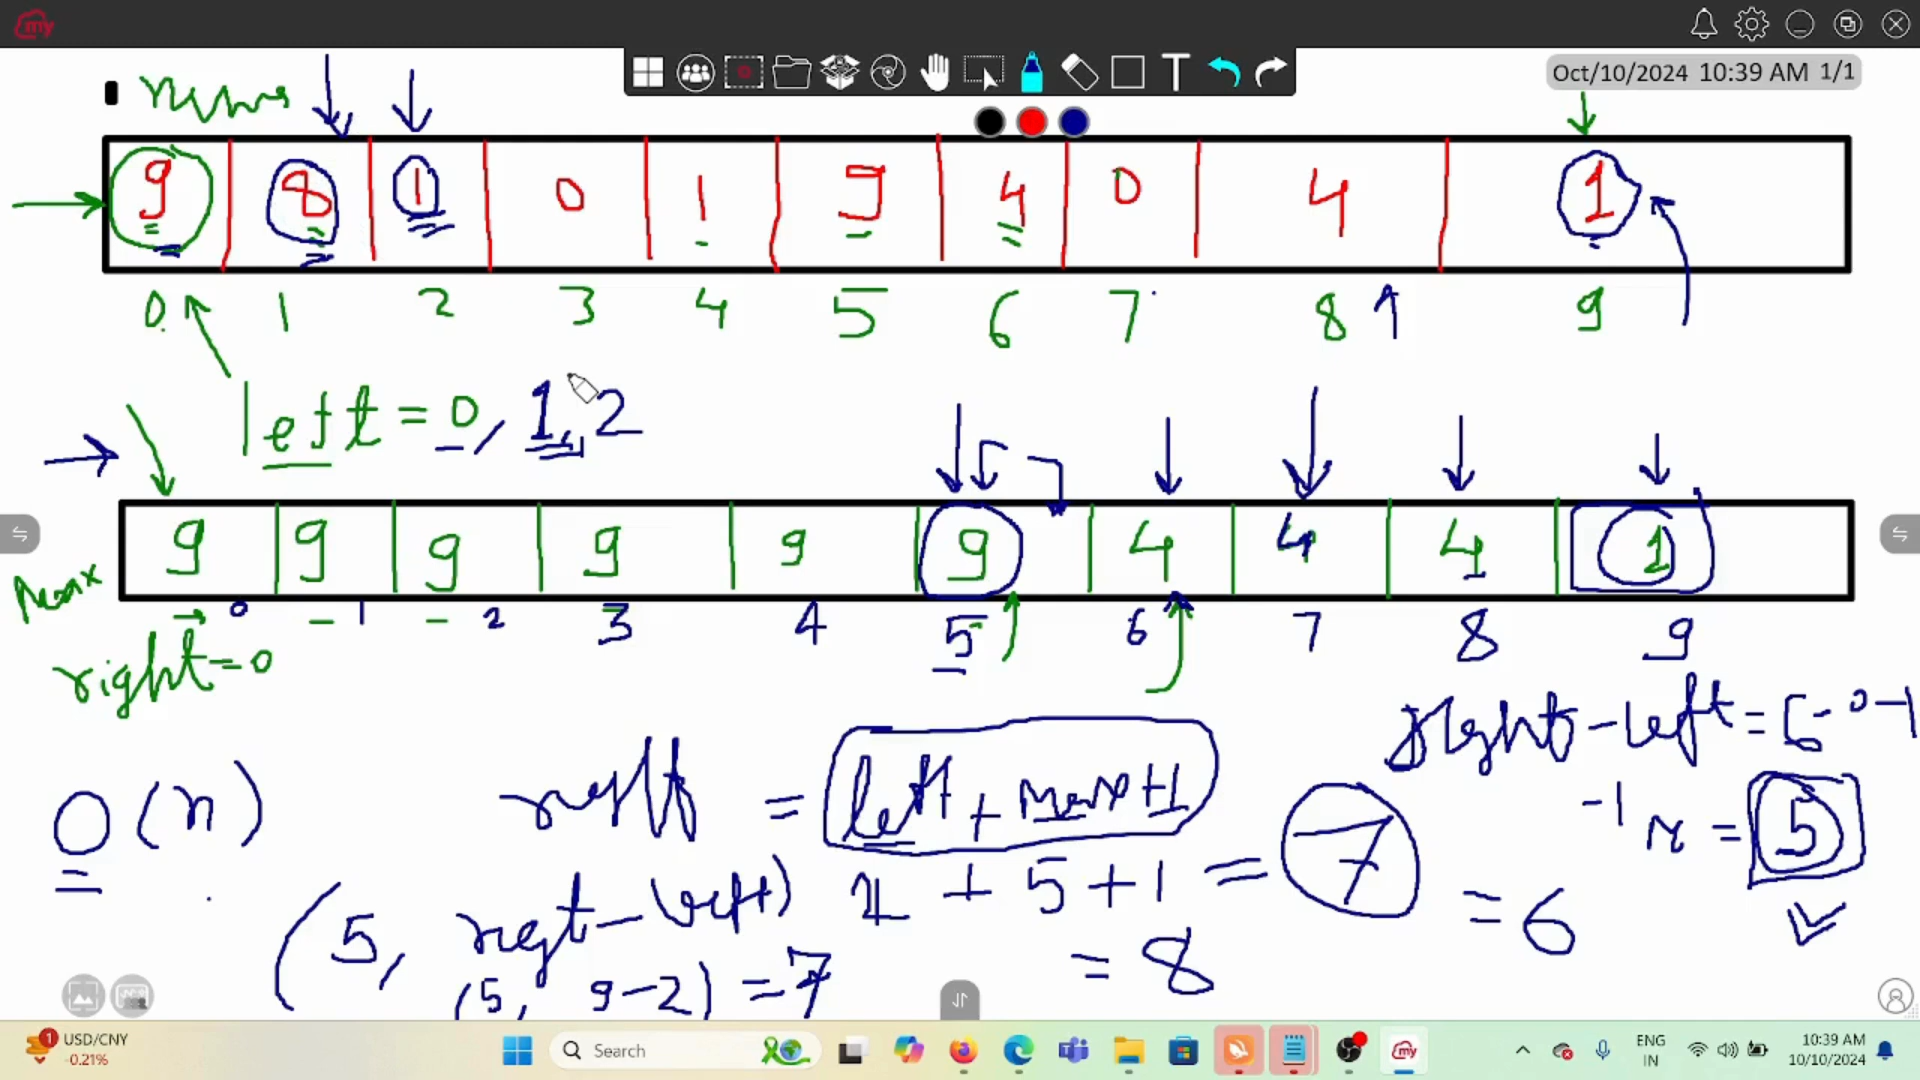 my
Oct/10/2024 10:39 AM 1/1
nums
9 8 1 0 1 9 4 0 4 1
0 1 2 3 4 5 6 7 8 9
left = 0, 1, 2
9 9 9 9 9 9 4 4 4 1
Max 0 1 2 3 4 5 6 7 8 9
right=0
right-left = 6-0-1
O(n) = left + max+1
-1 r = 5
+ 5+1 = 7
= 6
(5, right-left)
= 8
(5, 9-2) = 7
USD/CNY
-0.21%
Search
ENG
IN
10:39 AM
10/10/2024